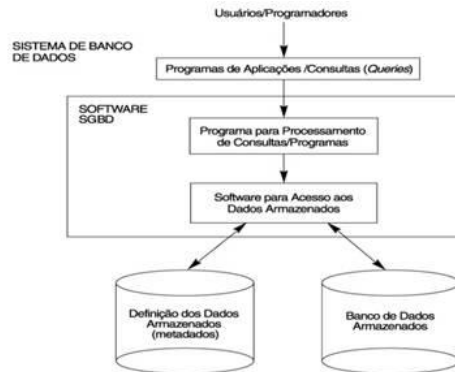 Usuários/Programadores
SISTEMA DE BANCO
DE DADOS
Programas de Aplicações /Consultas (Queries)
SOFTWARE
SGBD
Programa para Processamento
de Consultas/Programas
Software para Acesso aos
Dados Armazenados
Definição dos Dados
Armazenados
(metadados)
Banco de Dados
Armazenados